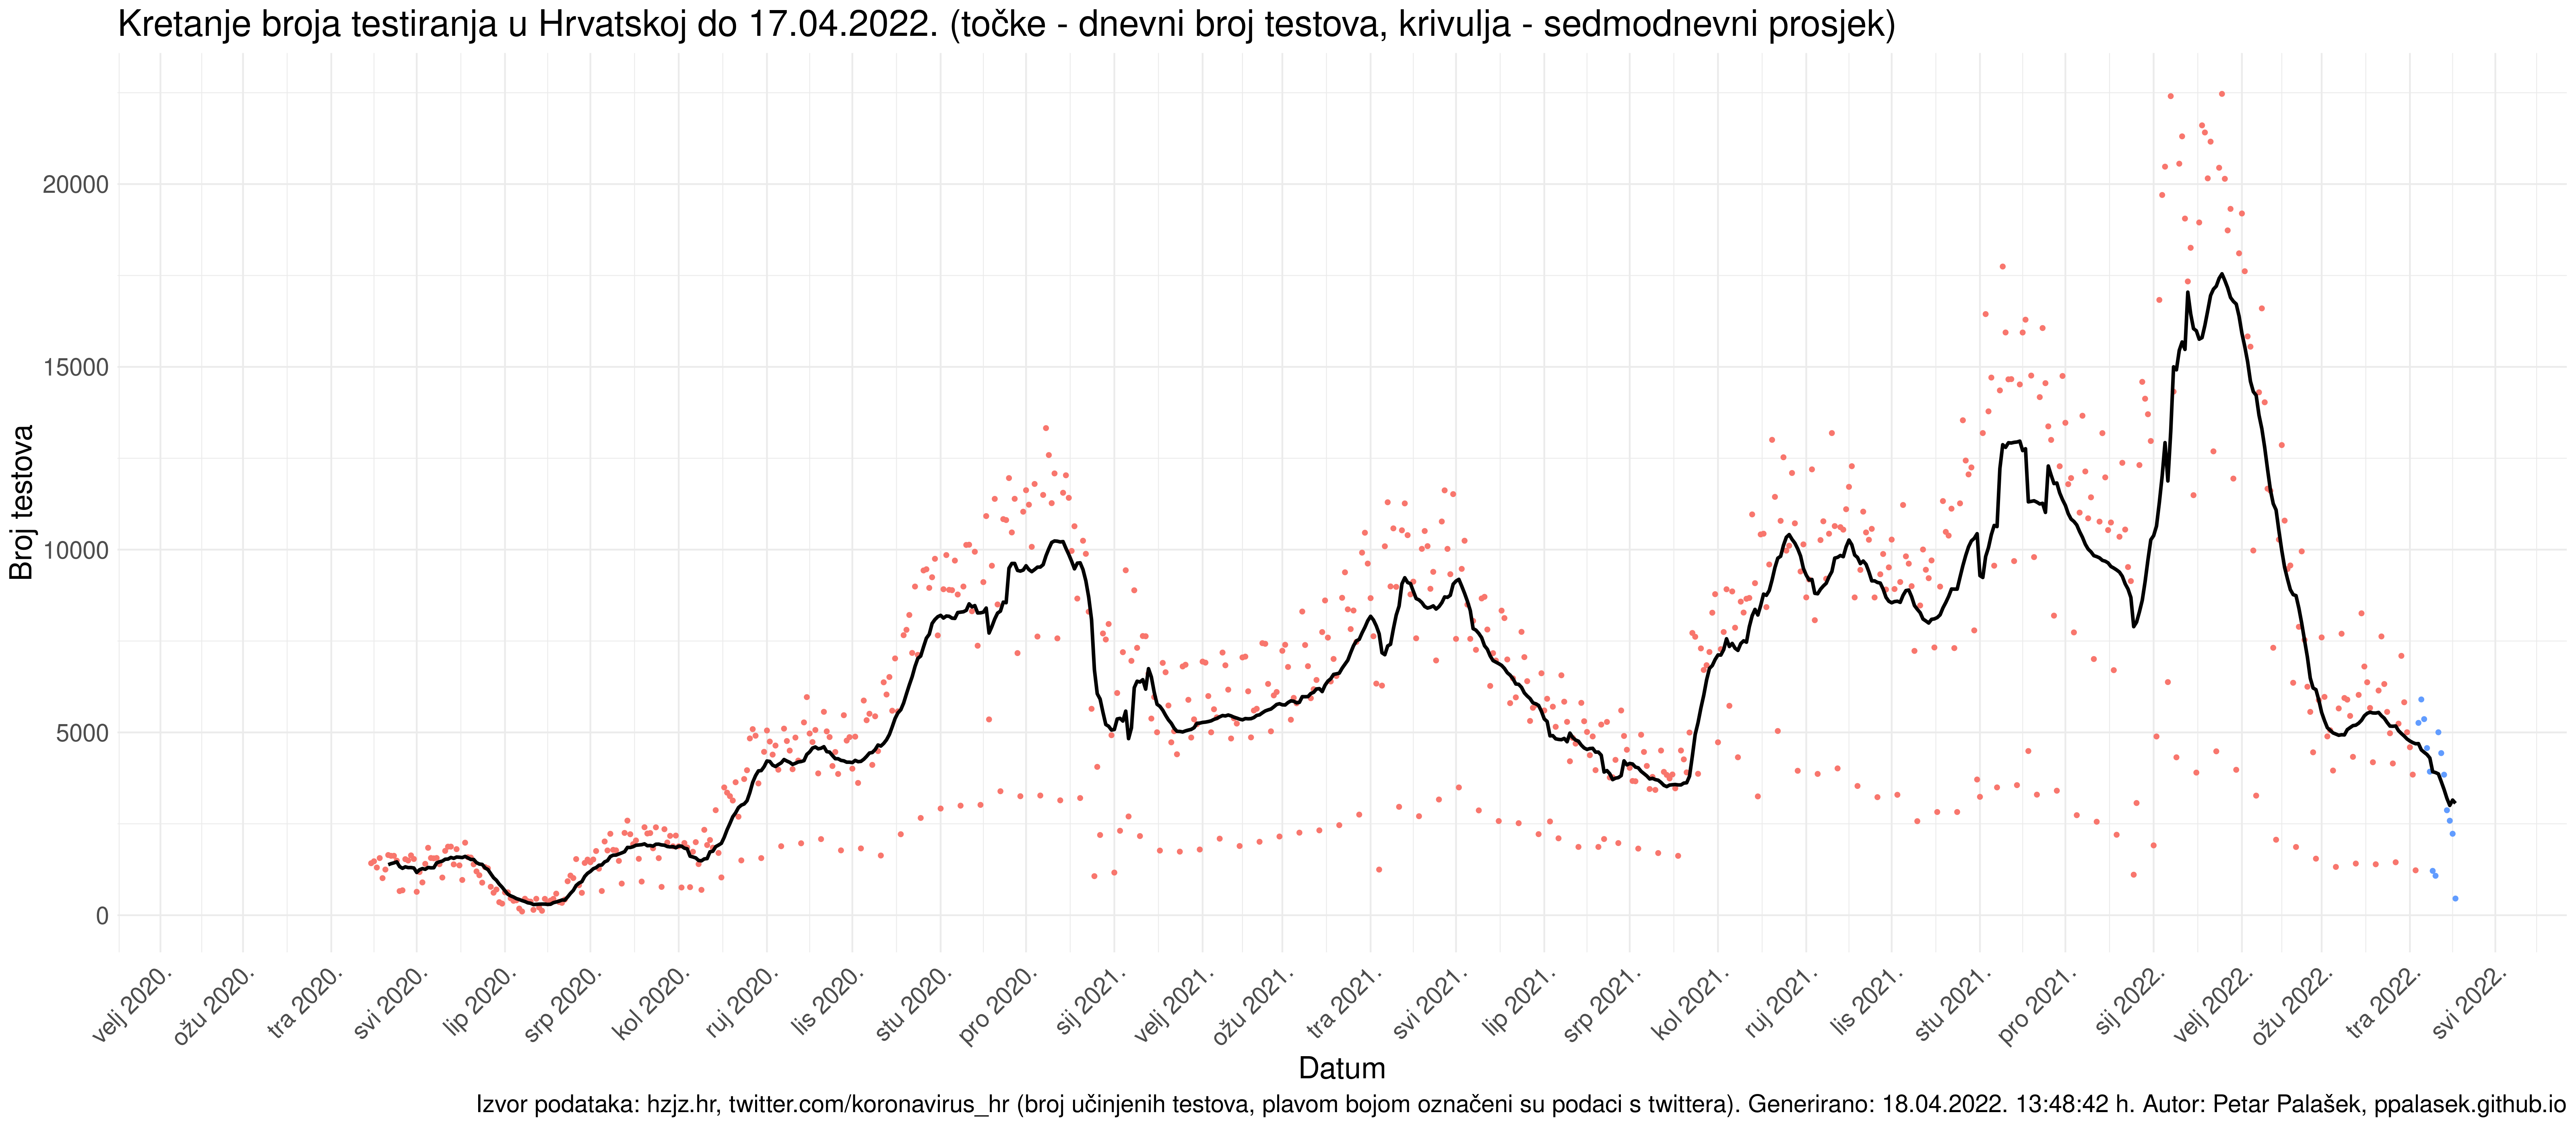 Kretanje broja testiranja u Hrvatskoj do 17.04.2022. (točke - dnevni broj testova, krivulja - sedmodnevni prosjek)
Broj testova
20000
15000
10000
5000
0
velj 2020.
ožu 2020.
tra 2020.
svi 2020.
lip 2020.
srp 2020.
kol 2020.
ruj 2020.
lis 2020.
stu 2020.
pro 2020.
sij 2021.
velj 2021.
ožu 2021.
tra 2021.
svi 2021.
lip 2021.
srp 2021.
kol 2021.
ruj 2021.
lis 2021.
stu 2021.
pro 2021.
sij 2022.
velj 2022.
ožu 2022.
tra 2022.
svi 2022.
Datum
Izvor podataka: hzjz.hr, twitter.com/koronavirus_hr (broj učinjenih testova, plavom bojom označeni su podaci s twittera). Generirano: 18.04.2022. 13:48:42 h. Autor: Petar Palašek, ppalasek.github.io